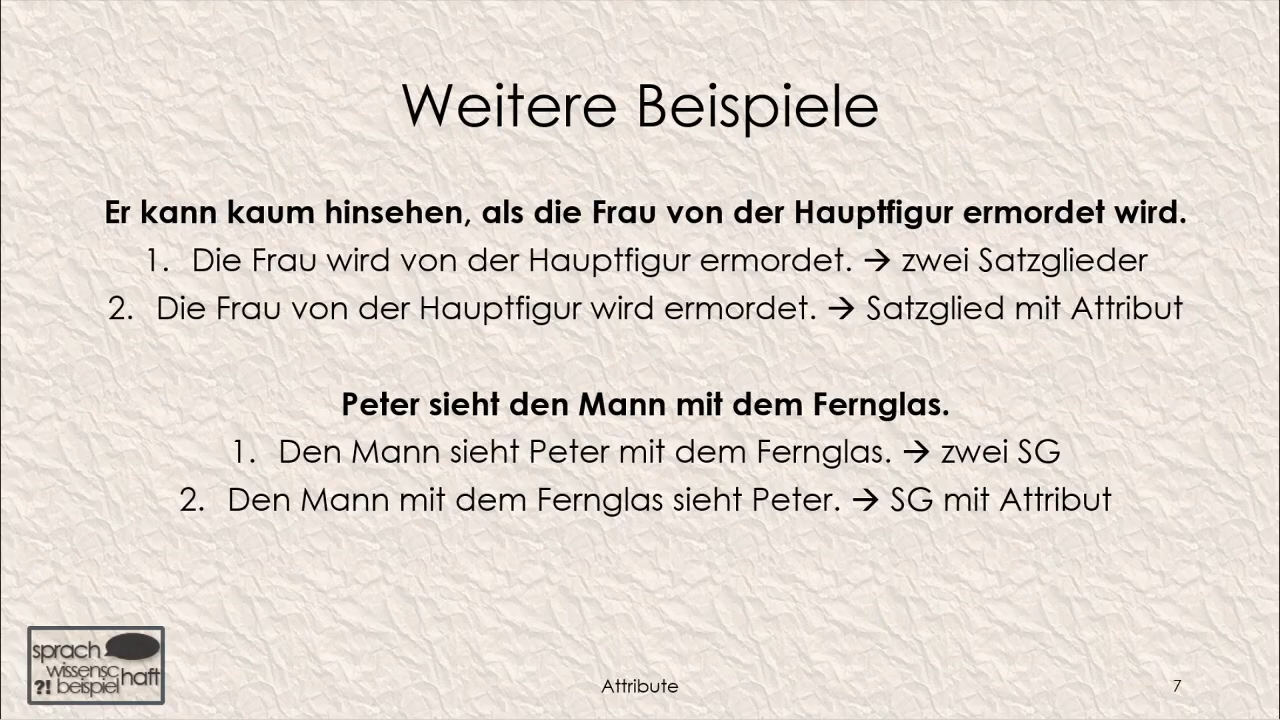 Weitere Beispiele
Er kann kaum hinsehen, als die Frau von der Hauptfigur ermordet wird.
1. Die Frau wird von der Hauptfigur ermordet. → zwei Satzglieder
2. Die Frau von der Hauptfigur wird ermordet. → Satzglied mit Attribut
Peter sieht den Mann mit dem Fernglas.
1. Den Mann sieht Peter mit dem Fernglas. → zwei SG
2. Den Mann mit dem Fernglas sieht Peter. → SG mit Attribut
sprach
wissensc
haft
?! beispiel
Attribute
7